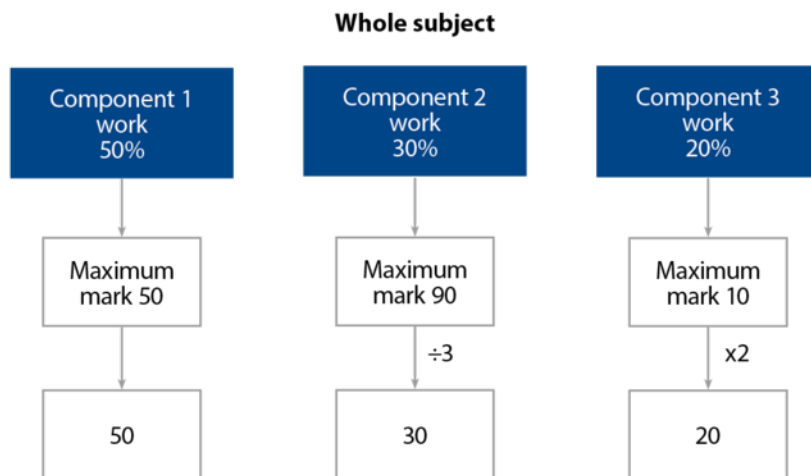 Whole subject
Component 1
work
50%
Component 2
work
30%
Component 3
work
20%
Maximum
mark 50
Maximum
mark 90
Maximum
mark 10
÷3
x2
50
30
20